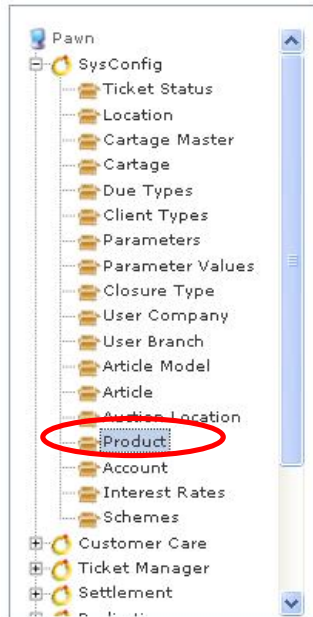 Pawn
SysConfig
Ticket Status
Location
Cartage Master
Cartage
Due Types
Client Types
Parameters
Parameter Values
Closure Type
User Company
User Branch
Article Model
Article
Auction Location
Product
Account
Interest Rates
Schemes
Customer Care
Ticket Manager
Settlement